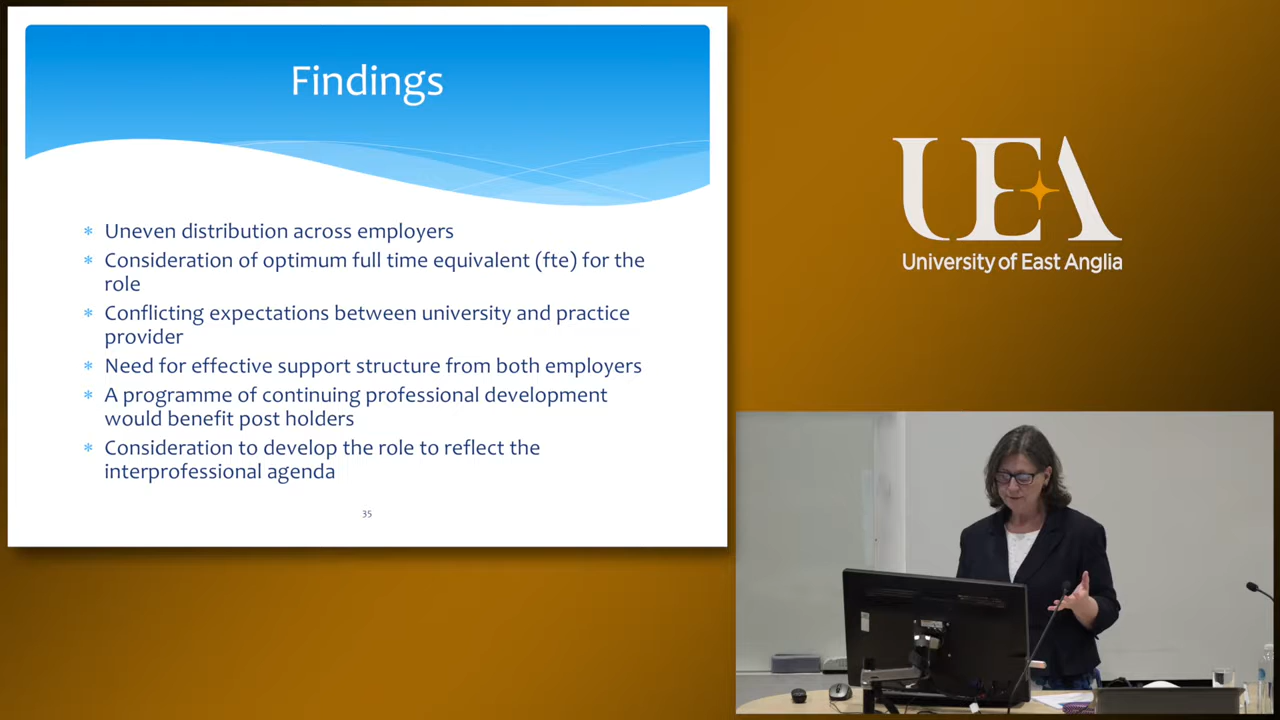 Findings
* Uneven distribution across employers
* Consideration of optimum full time equivalent (fte) for the
role
* Conflicting expectations between university and practice
provider
* Need for effective support structure from both employers
* A programme of continuing professional development
would benefit post holders
* Consideration to develop the role to reflect the
interprofessional agenda
35
UEA
University of East Anglia